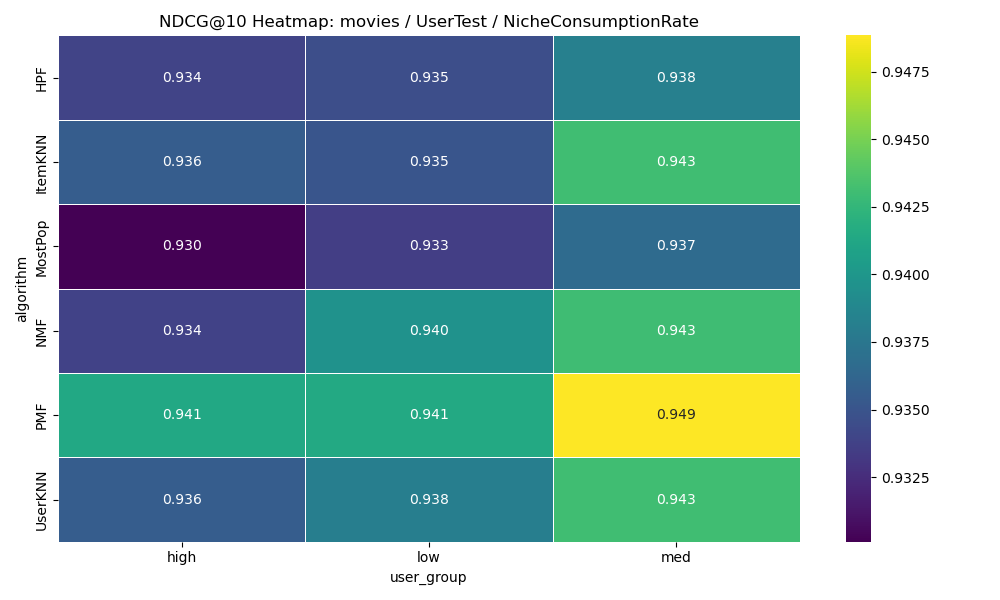 NDCG@10 Heatmap: movies / UserTest / NicheConsumptionRate
algorithm
HPF
0.934 0.935 0.938
ItemKNN
0.936 0.935 0.943
MostPop
0.930 0.933 0.937
NMF
0.934 0.940 0.943
PMF
0.941 0.941 0.949
UserKNN
0.936 0.938 0.943
high low med
user_group
0.9475
0.9450
0.9425
0.9400
0.9375
0.9350
0.9325